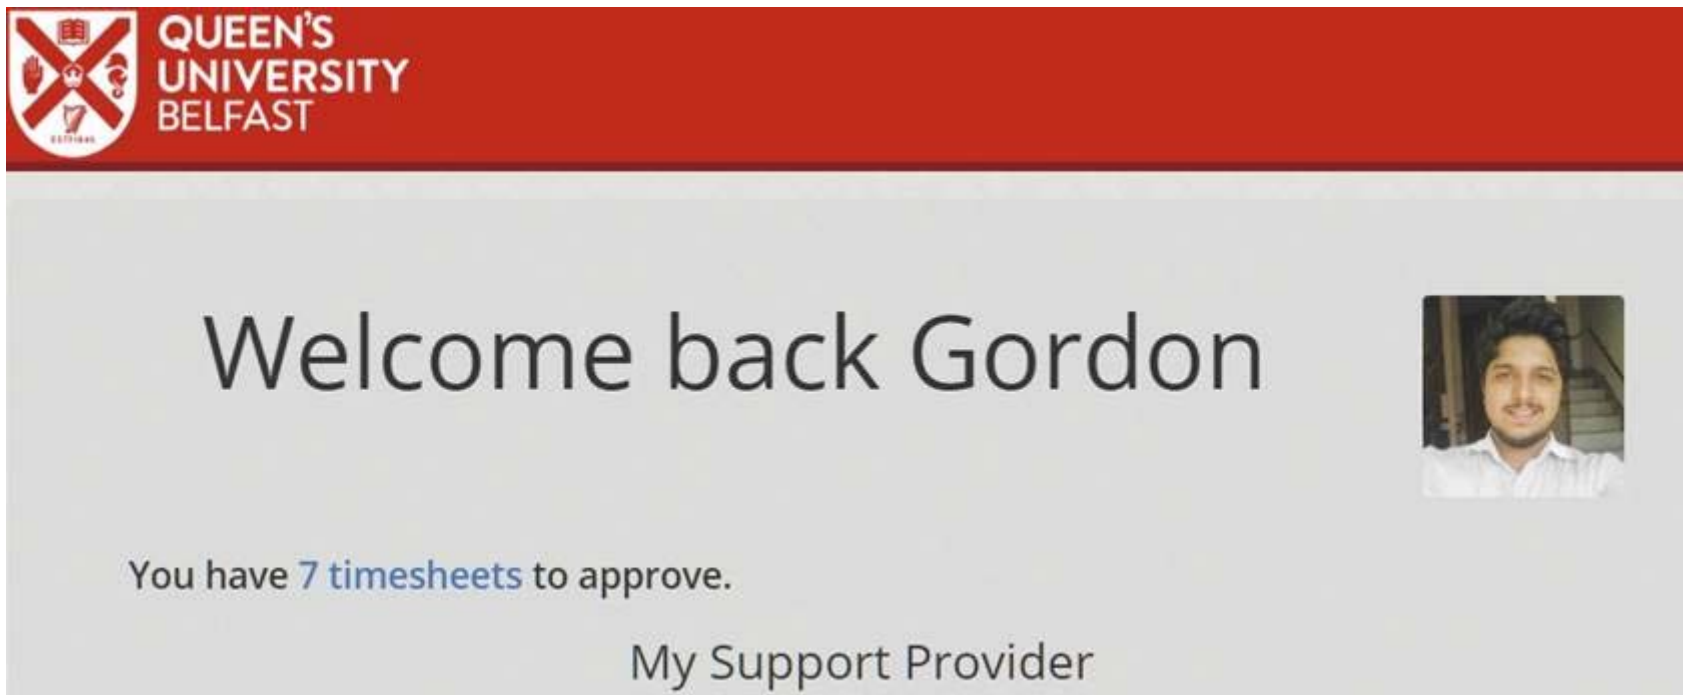 QUEEN'S
UNIVERSITY
BELFAST
Welcome back Gordon
You have 7 timesheets to approve.
My Support Provider